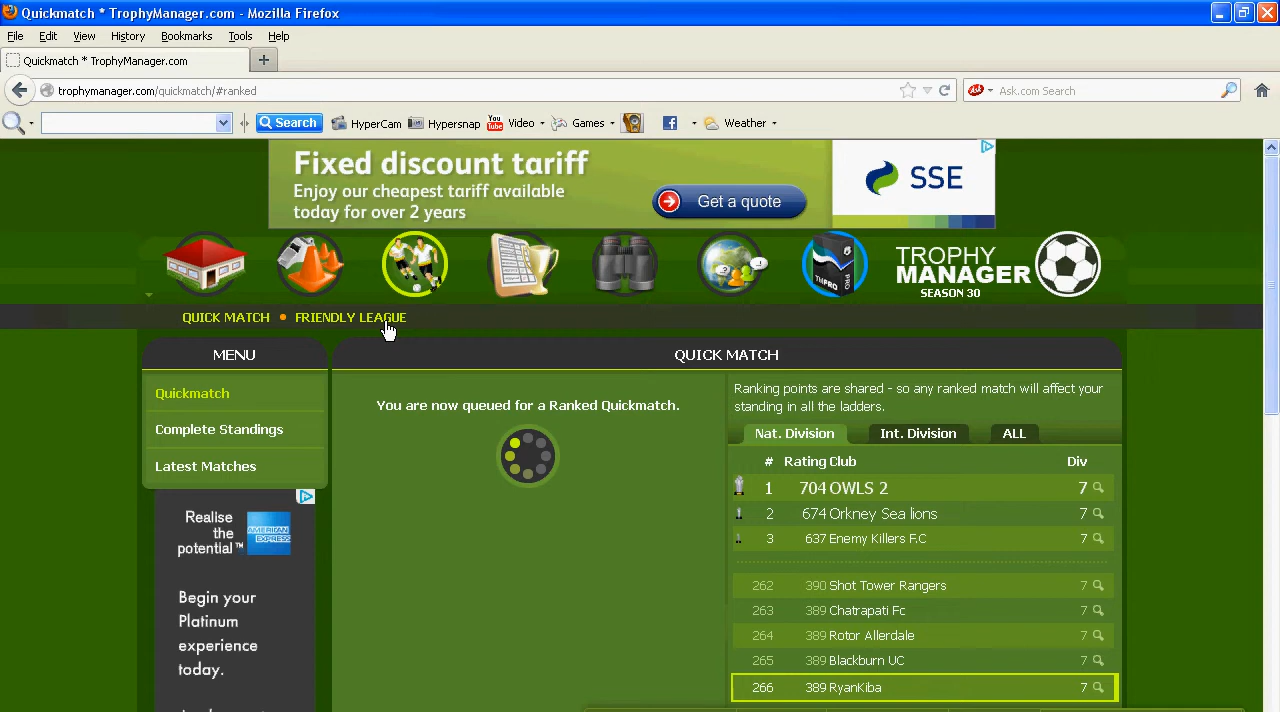 Quickmatch * TrophyManager.com - Mozilla Firefox
File Edit View History Bookmarks Tools Help
Quickmatch * TrophyManager.com
trophymanager.com/quickmatch/#ranked
Ask Ask.com Search
Search HyperCam Hypersnap You Tube Video Games Weather
Fixed discount tariff
Enjoy our cheapest tariff available
today for over 2 years
Get a quote
SSE
TROPHY
MANAGER
SEASON 30
QUICK MATCH • FRIENDLY LEAGUE
MENU
Quickmatch
Complete Standings
Latest Matches
Realise
the
potential™
AMERICAN
EXPRESS
Begin your
Platinum
experience
today.
QUICK MATCH
You are now queued for a Ranked Quickmatch.
Ranking points are shared - so any ranked match will affect your
standing in all the ladders.
Nat. Division Int. Division ALL
# Rating Club Div
1 704 OWLS 2 7
2 674 Orkney Sea lions 7
3 637 Enemy Killers F.C 7
262 390 Shot Tower Rangers 7
263 389 Chatrapati Fc 7
264 389 Rotor Allerdale 7
265 389 Blackburn UC 7
266 389 RyanKiba 7